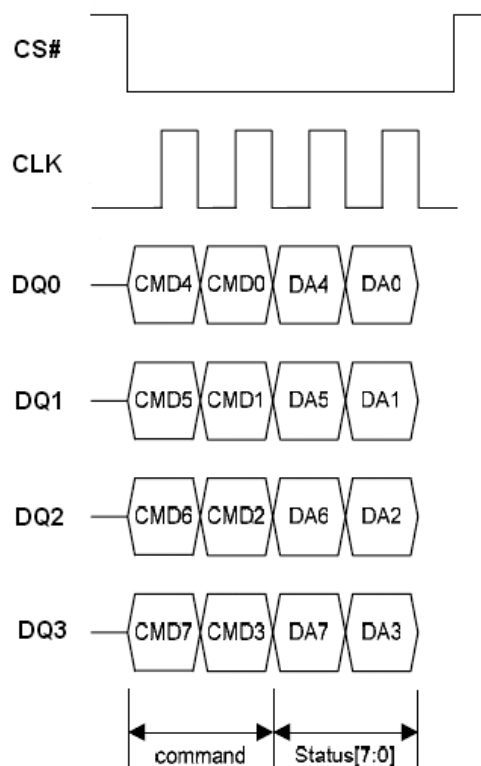 CS#
CLK
DQ0 CMD4 CMD0 DA4 DA0
DQ1 CMD5 CMD1 DA5 DA1
DQ2 CMD6 CMD2 DA6 DA2
DQ3 CMD7 CMD3 DA7 DA3
command Status[7:0]